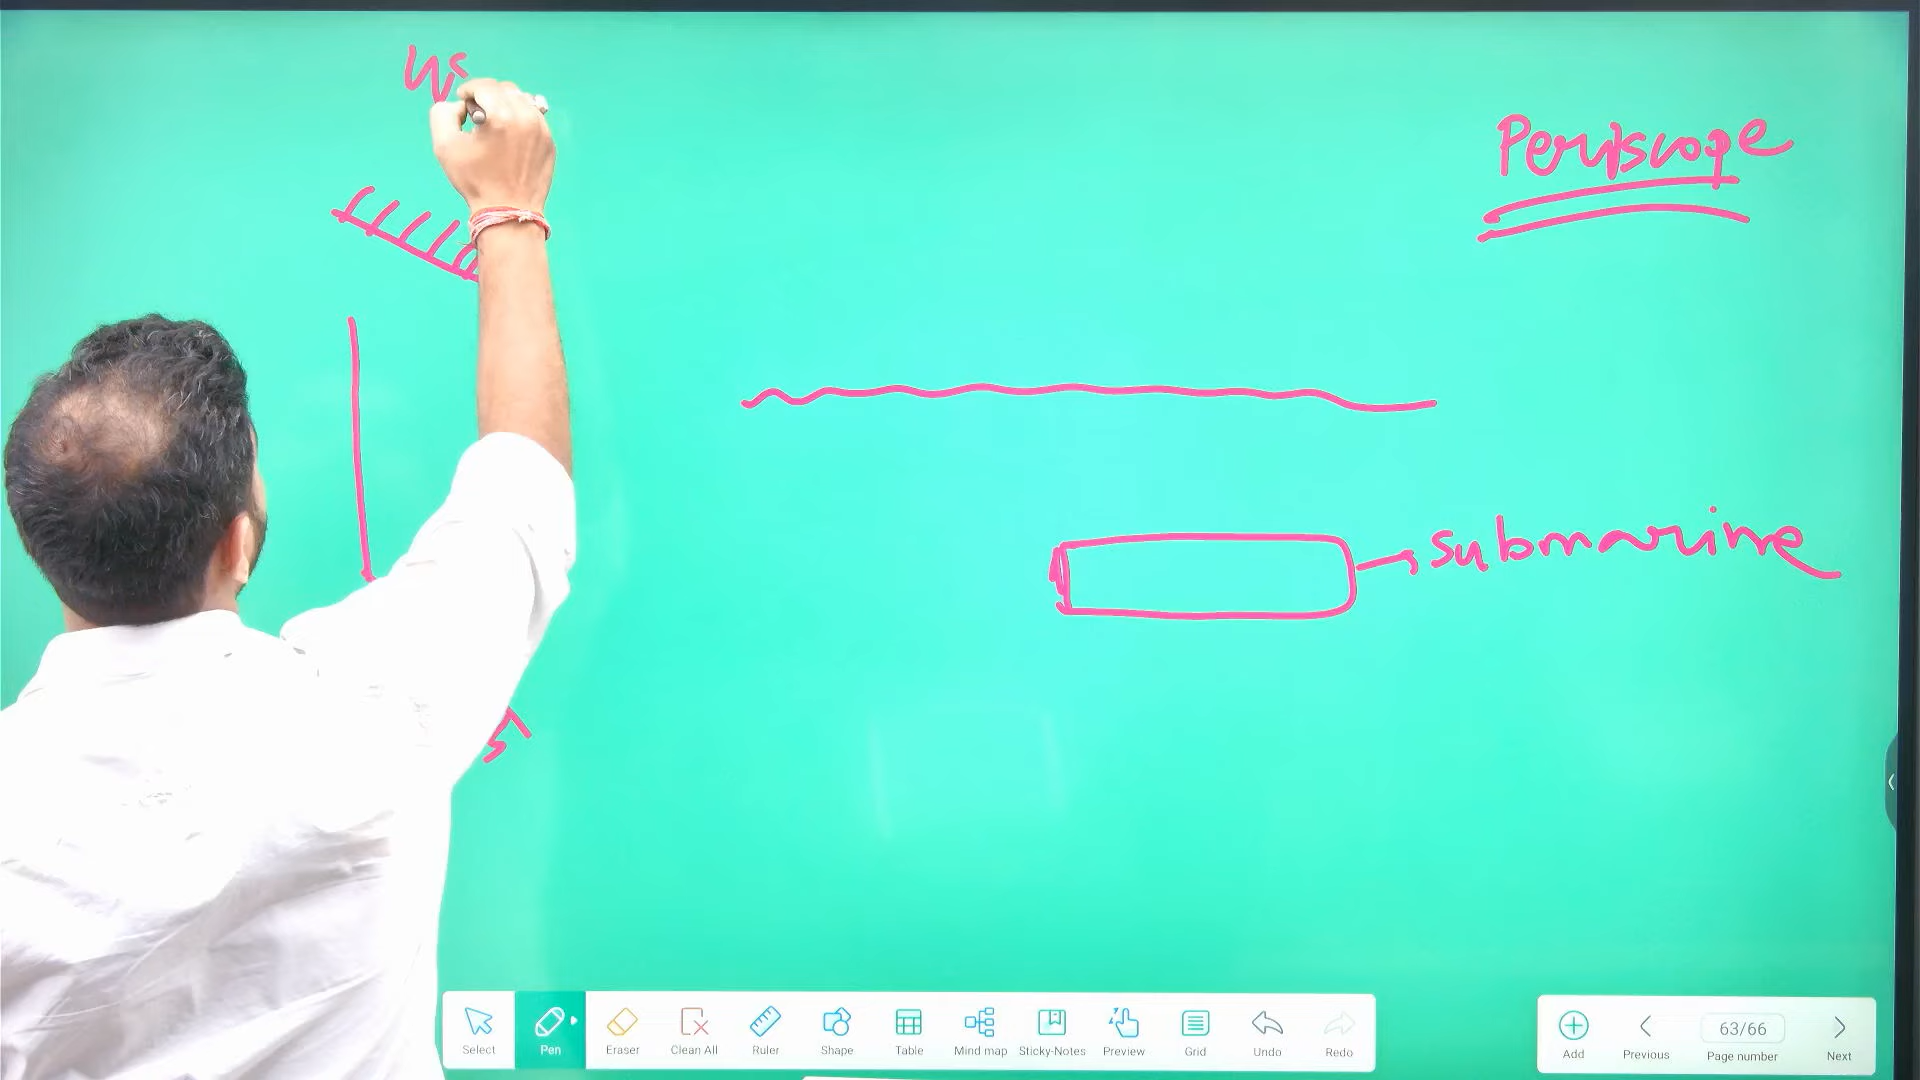 Periscope
submarine
Select
Pen
Eraser
Clean All
Ruler
Shape
Table
Mind map
Sticky-Notes
Preview
Grid
Undo
Redo
Add
Previous
63/66
Page number
Next